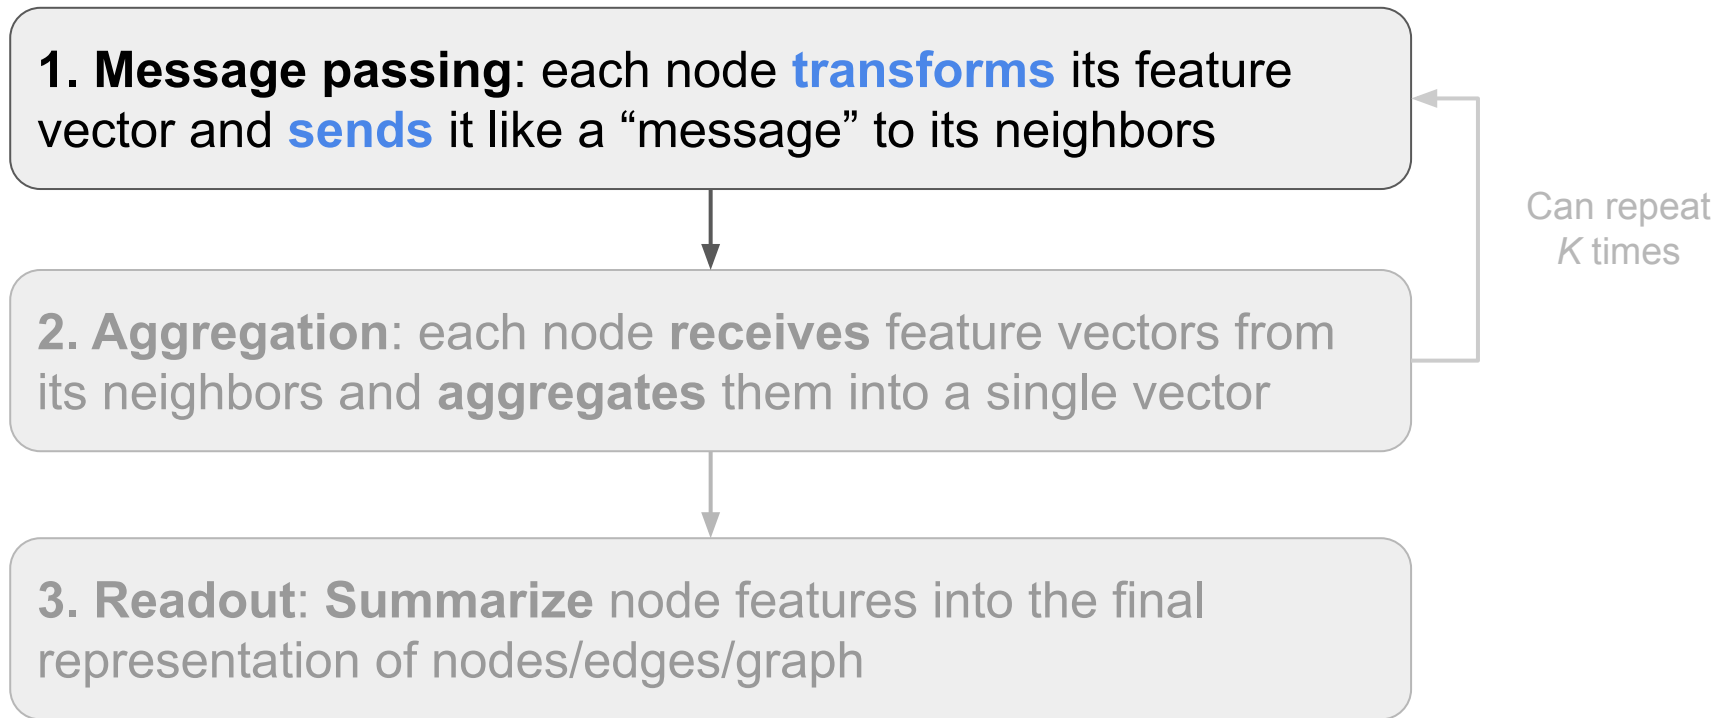 1. Message passing: each node transforms its feature
vector and sends it like a “message” to its neighbors
Can repeat
K times
2. Aggregation: each node receives feature vectors from
its neighbors and aggregates them into a single vector
3. Readout: Summarize node features into the final
representation of nodes/edges/graph